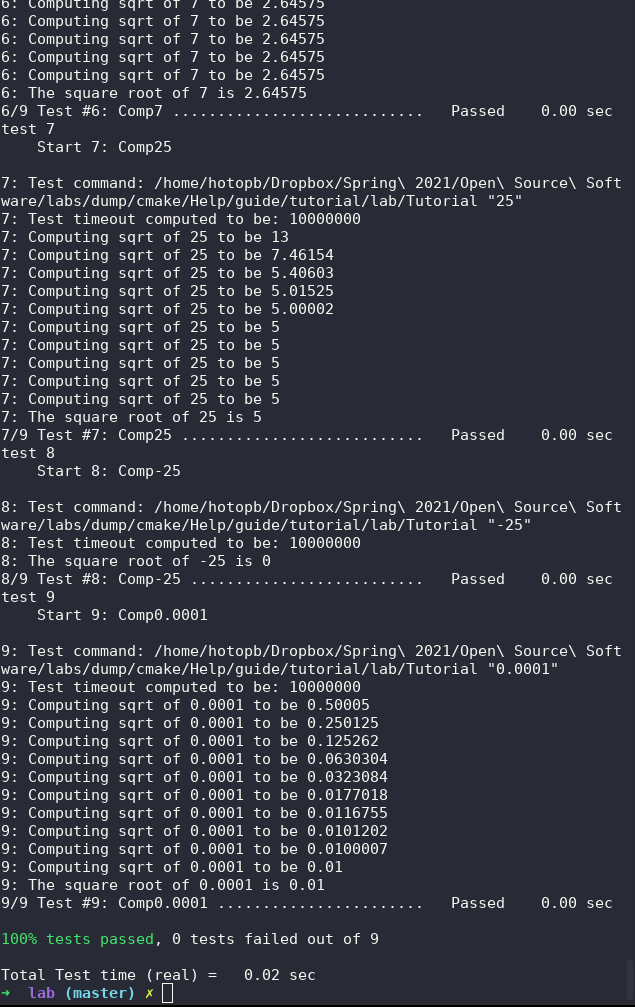 6: Computing sqrt of 7 to be 2.64575
6: Computing sqrt of 7 to be 2.64575
6: Computing sqrt of 7 to be 2.64575
6: Computing sqrt of 7 to be 2.64575
6: Computing sqrt of 7 to be 2.64575
6: The square root of 7 is 2.64575
6/9 Test #6: Comp7 ............................   Passed    0.00 sec
test 7
    Start 7: Comp25

7: Test command: /home/hotopb/Dropbox/Spring\ 2021/Open\ Source\ Soft
ware/labs/dump/cmake/Help/guide/tutorial/lab/Tutorial "25"
7: Test timeout computed to be: 10000000
7: Computing sqrt of 25 to be 13
7: Computing sqrt of 25 to be 7.46154
7: Computing sqrt of 25 to be 5.40603
7: Computing sqrt of 25 to be 5.01525
7: Computing sqrt of 25 to be 5.00002
7: Computing sqrt of 25 to be 5
7: Computing sqrt of 25 to be 5
7: Computing sqrt of 25 to be 5
7: Computing sqrt of 25 to be 5
7: Computing sqrt of 25 to be 5
7: The square root of 25 is 5
7/9 Test #7: Comp25 ...........................   Passed    0.00 sec
test 8
    Start 8: Comp-25

8: Test command: /home/hotopb/Dropbox/Spring\ 2021/Open\ Source\ Soft
ware/labs/dump/cmake/Help/guide/tutorial/lab/Tutorial "-25"
8: Test timeout computed to be: 10000000
8: The square root of -25 is 0
8/9 Test #8: Comp-25 ..........................   Passed    0.00 sec
test 9
    Start 9: Comp0.0001

9: Test command: /home/hotopb/Dropbox/Spring\ 2021/Open\ Source\ Soft
ware/labs/dump/cmake/Help/guide/tutorial/lab/Tutorial "0.0001"
9: Test timeout computed to be: 10000000
9: Computing sqrt of 0.0001 to be 0.50005
9: Computing sqrt of 0.0001 to be 0.250125
9: Computing sqrt of 0.0001 to be 0.125262
9: Computing sqrt of 0.0001 to be 0.0630304
9: Computing sqrt of 0.0001 to be 0.0323084
9: Computing sqrt of 0.0001 to be 0.0177018
9: Computing sqrt of 0.0001 to be 0.0116755
9: Computing sqrt of 0.0001 to be 0.0101202
9: Computing sqrt of 0.0001 to be 0.0100007
9: Computing sqrt of 0.0001 to be 0.01
9: The square root of 0.0001 is 0.01
9/9 Test #9: Comp0.0001 .......................   Passed    0.00 sec

100% tests passed, 0 tests failed out of 9

Total Test time (real) =   0.02 sec
➜  lab (master) ✗